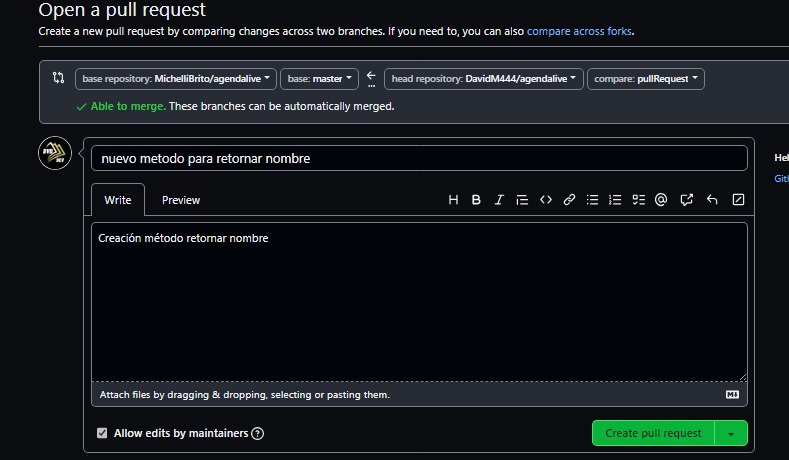 Open a pull request
Create a new pull request by comparing changes across two branches. If you need to, you can also compare across forks.
base repository: MichelliBrito/agendalive base: master ... head repository: DavidM444/agendalive compare: pullRequest
Able to merge. These branches can be automatically merged.
nuevo metodo para retornar nombre
Hel
Write Preview
Git
Creación método retornar nombre
Attach files by dragging & dropping, selecting or pasting them.
Allow edits by maintainers
Create pull request